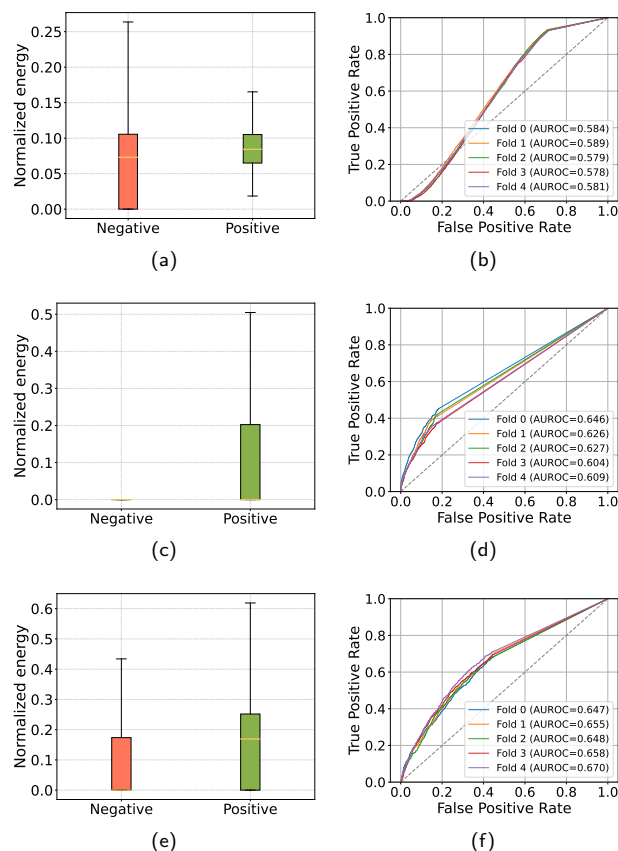 Normalized energy
0.25
0.20
0.15
0.10
0.05
0.00
Negative
Positive
(a)
True Positive Rate
1.0
0.8
0.6
0.4
0.2
0.0
0.0 0.2 0.4 0.6 0.8 1.0
False Positive Rate
Fold 0 (AUROC=0.584)
Fold 1 (AUROC=0.589)
Fold 2 (AUROC=0.579)
Fold 3 (AUROC=0.578)
Fold 4 (AUROC=0.581)
(b)
Normalized energy
0.5
0.4
0.3
0.2
0.1
0.0
Negative
Positive
(c)
True Positive Rate
1.0
0.8
0.6
0.4
0.2
0.0
0.0 0.2 0.4 0.6 0.8 1.0
False Positive Rate
Fold 0 (AUROC=0.646)
Fold 1 (AUROC=0.626)
Fold 2 (AUROC=0.627)
Fold 3 (AUROC=0.604)
Fold 4 (AUROC=0.609)
(d)
Normalized energy
0.6
0.5
0.4
0.3
0.2
0.1
0.0
Negative
Positive
(e)
True Positive Rate
1.0
0.8
0.6
0.4
0.2
0.0
0.0 0.2 0.4 0.6 0.8 1.0
False Positive Rate
Fold 0 (AUROC=0.647)
Fold 1 (AUROC=0.655)
Fold 2 (AUROC=0.648)
Fold 3 (AUROC=0.658)
Fold 4 (AUROC=0.670)
(f)